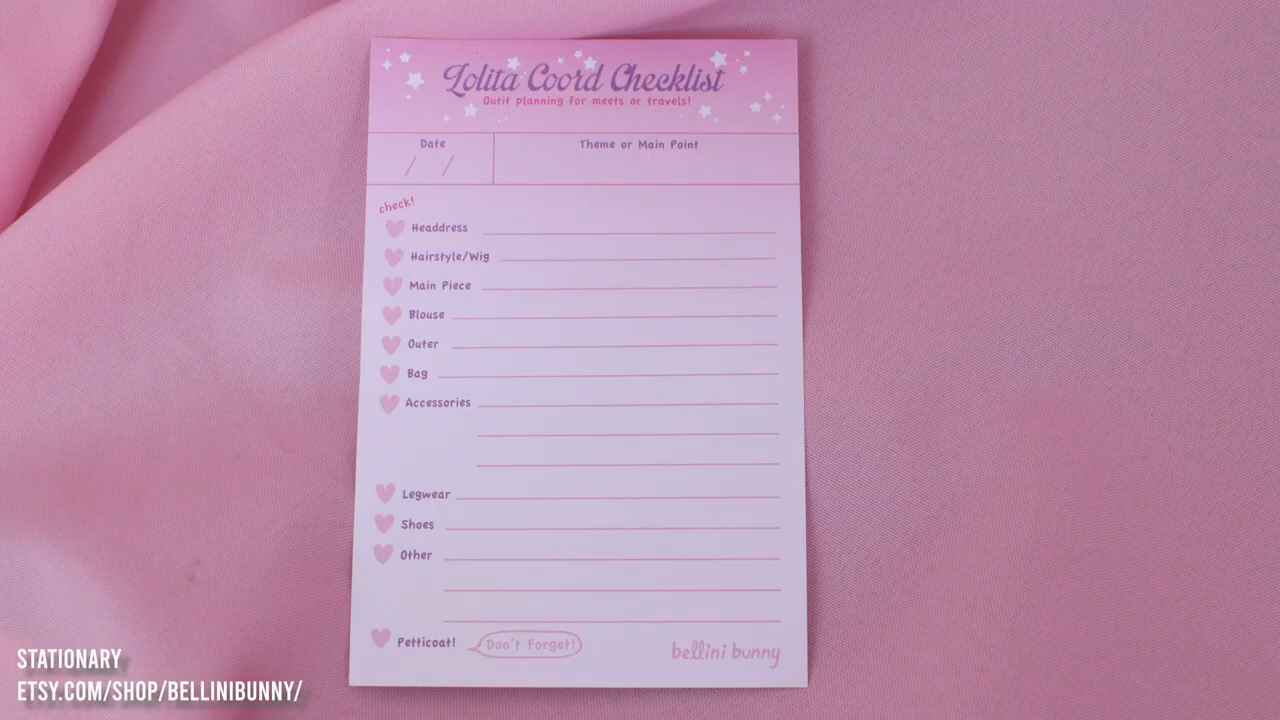 Lolita Coord Checklist
Outit planning for meets or travels!
Date
/ /
Theme or Main Point
check!
Headdress
Hairstyle/Wig
Main Piece
Blouse
Outer
Bag
Accessories
Legwear
Shoes
Other
Petticoat!
Don't Forget!
bellini bunny
STATIONARY
ETSY.COM/SHOP/BELLINIBUNNY/